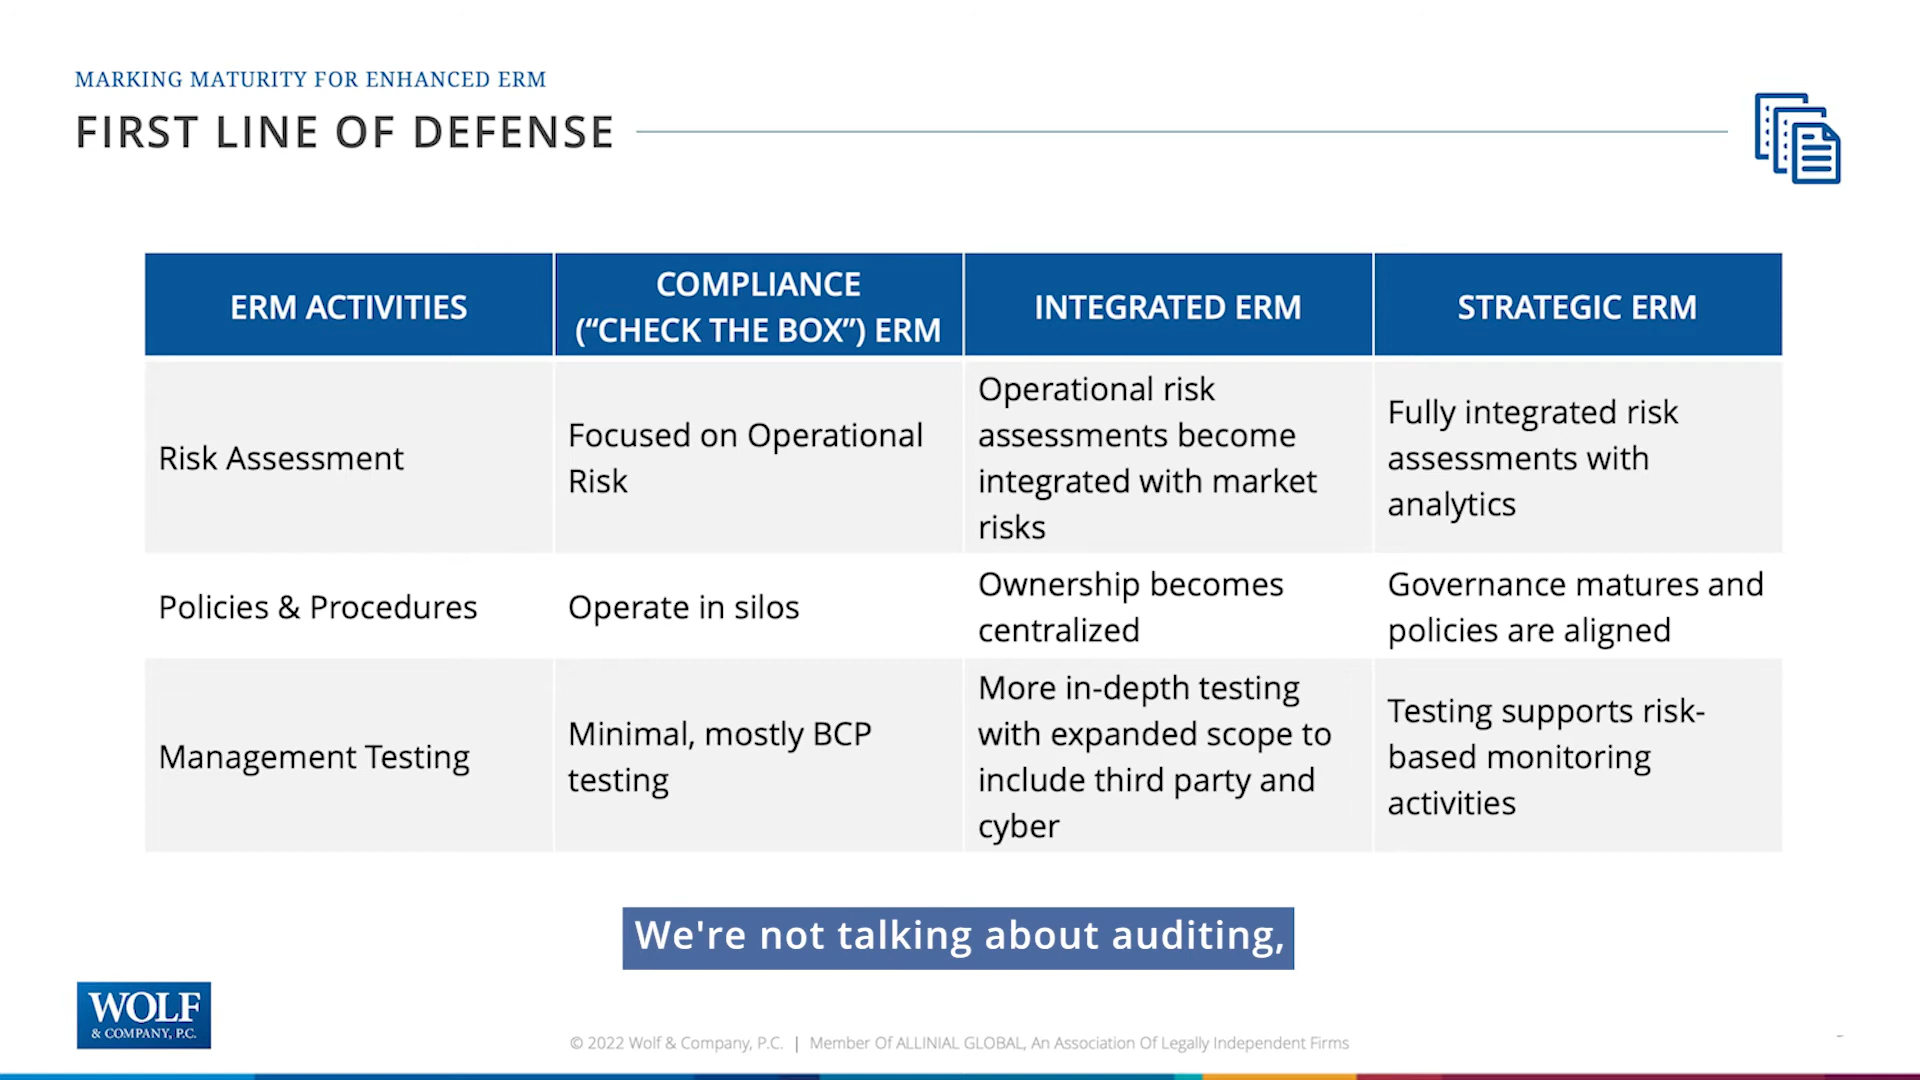 MARKING MATURITY FOR ENHANCED ERM
FIRST LINE OF DEFENSE
ERM ACTIVITIES
COMPLIANCE
(“CHECK THE BOX”) ERM
INTEGRATED ERM
STRATEGIC ERM
Risk Assessment
Focused on Operational
Risk
Operational risk
assessments become
integrated with market
risks
Fully integrated risk
assessments with
analytics
Policies & Procedures
Operate in silos
Ownership becomes
centralized
Governance matures and
policies are aligned
Management Testing
Minimal, mostly BCP
testing
More in-depth testing
with expanded scope to
include third party and
cyber
Testing supports risk-
based monitoring
activities
We're not talking about auditing,
WOLF
& COMPANY, P.C.
© 2022 Wolf & Company, P.C. | Member Of ALLINIAL GLOBAL, An Association Of Legally Independent Firms